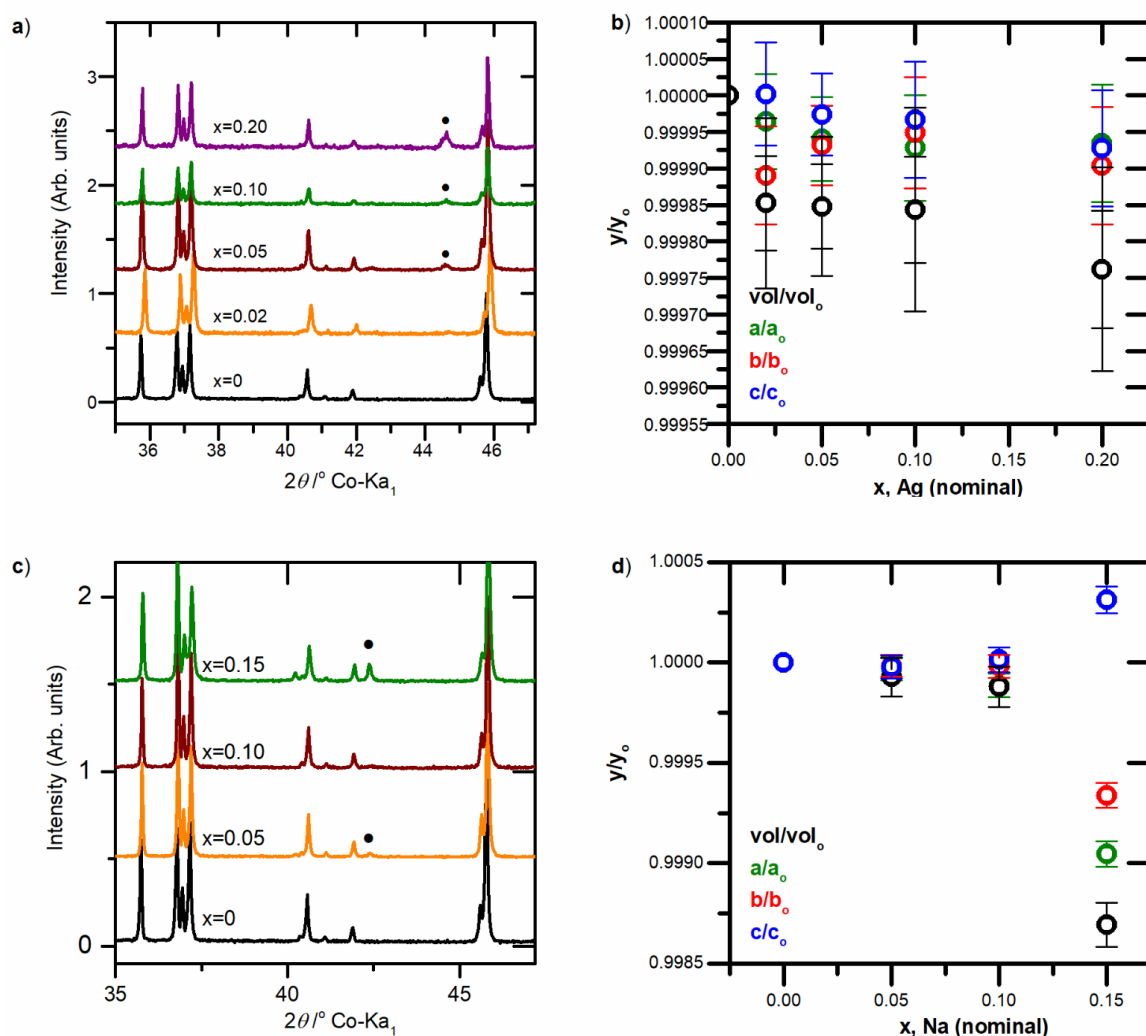 a)
Intensity (Arb. units)
3
2
1
0
x=0.20
x=0.10
x=0.05
x=0.02
x=0
36 38 40 42 44 46
2θ/° Co-Ka₁
b)
y/yₒ
1.00010
1.00005
1.00000
0.99995
0.99990
0.99985
0.99980
0.99975
0.99970
0.99965
0.99960
0.99955
vol/volₒ
a/aₒ
b/bₒ
c/cₒ
0.00 0.05 0.10 0.15 0.20
x, Ag (nominal)
c)
Intensity (Arb. units)
2
1
0
x=0.15
x=0.10
x=0.05
x=0
35 40 45
2θ/° Co-Ka₁
d)
y/yₒ
1.0005
1.0000
0.9995
0.9990
0.9985
vol/volₒ
a/aₒ
b/bₒ
c/cₒ
0.00 0.05 0.10 0.15
x, Na (nominal)